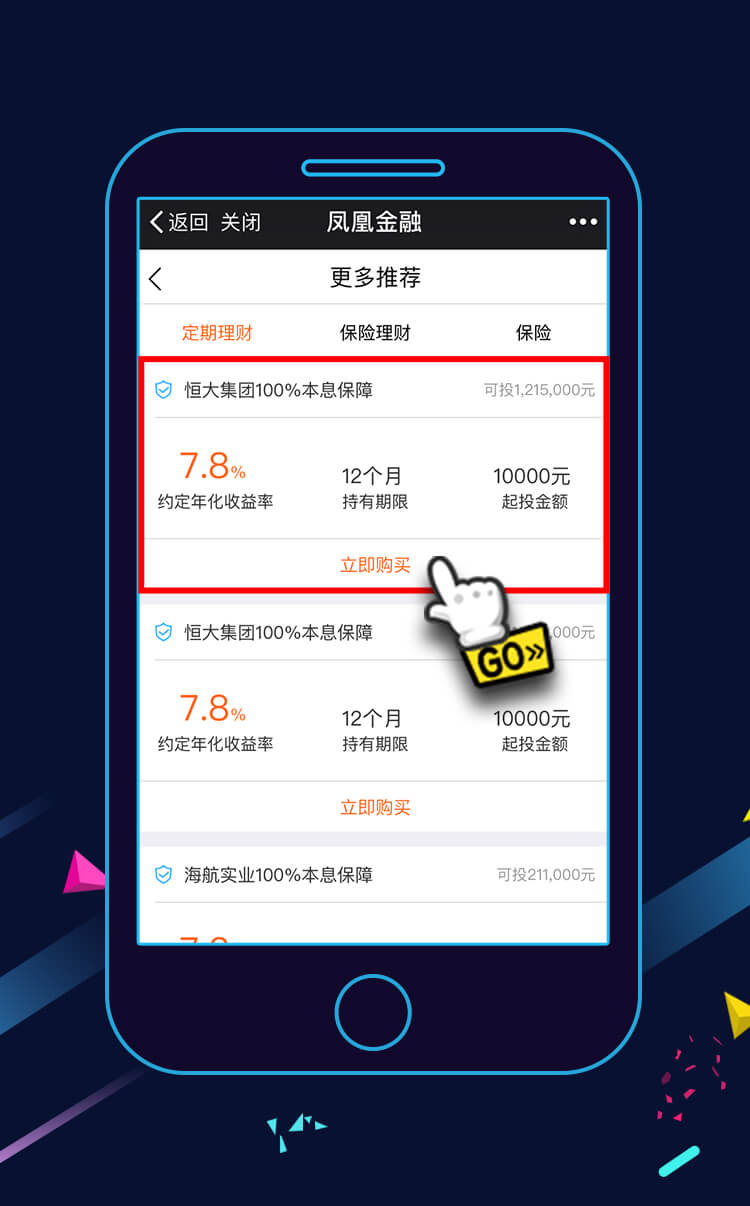 返回 关闭 凤凰金融
更多推荐
定期理财 保险理财 保险
恒大集团100%本息保障 可投1,215,000元
7.8% 12个月 10000元
约定年化收益率 持有期限 起投金额
立即购买
恒大集团100%本息保障 000元
GO»
7.8% 12个月 10000元
约定年化收益率 持有期限 起投金额
立即购买
海航实业100%本息保障 可投211,000元